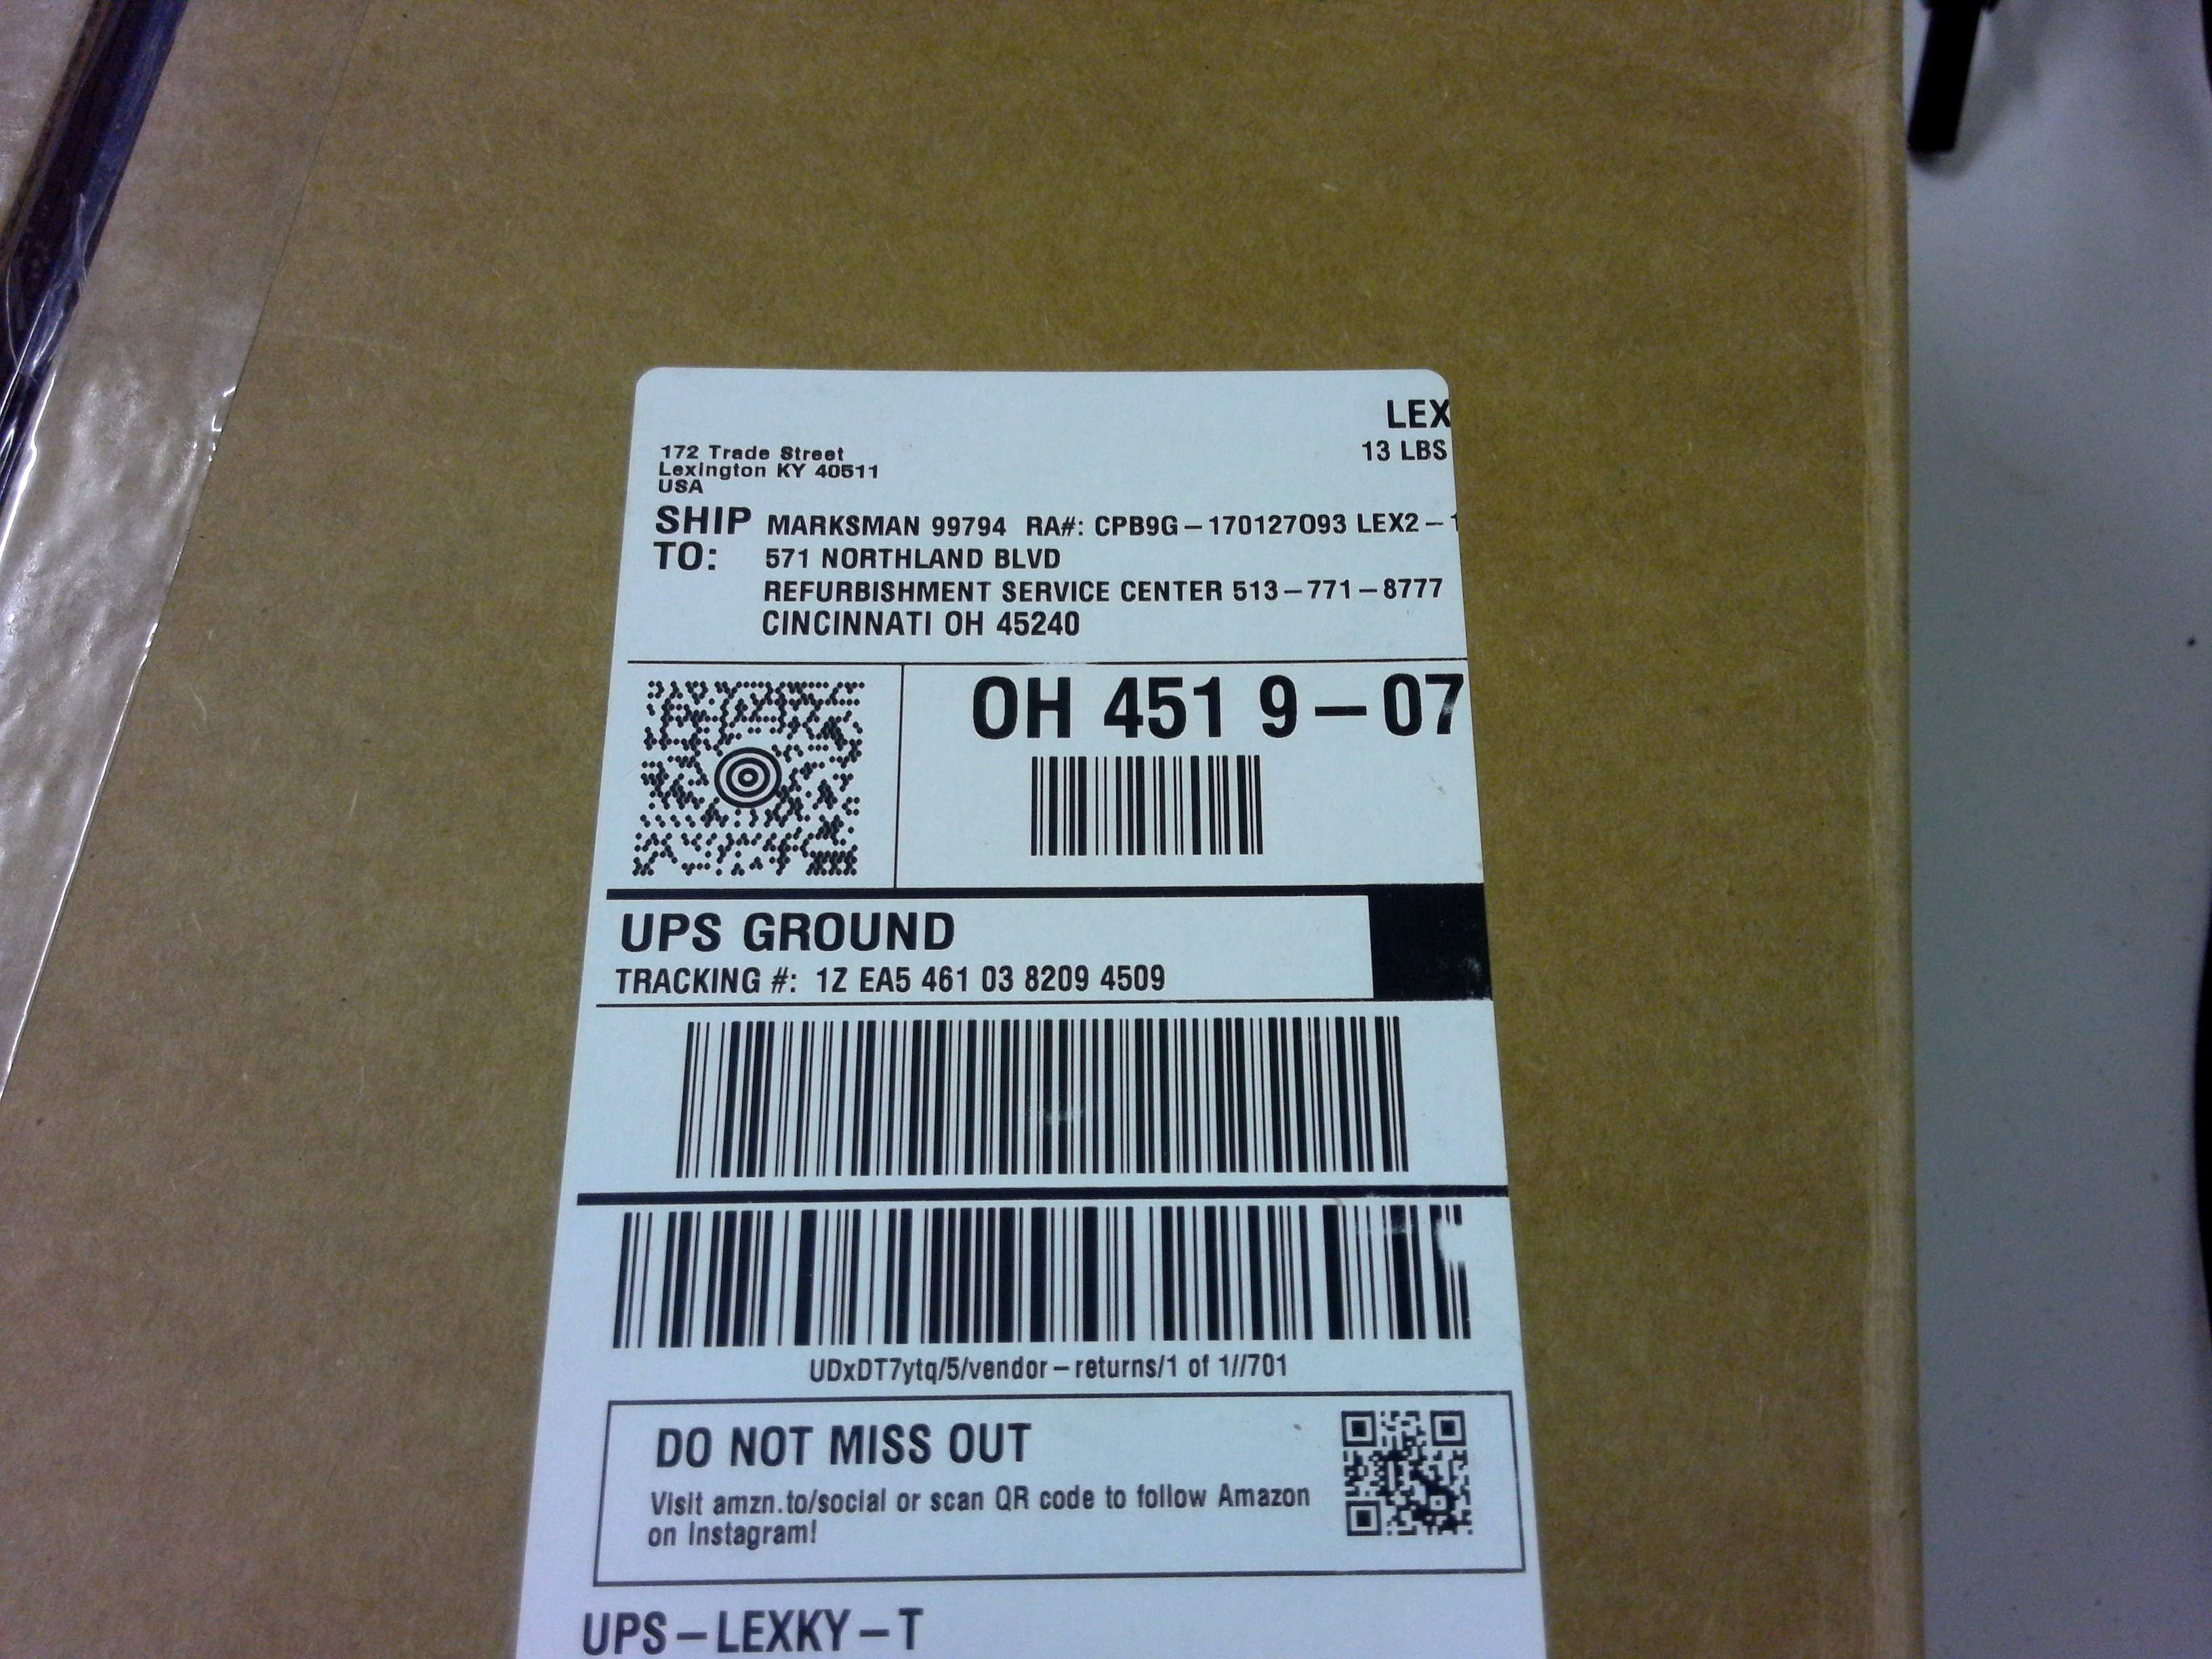 LEX
13 LBS
172 Trade Street
Lexington KY 40511
USA
SHIP TO: MARKSMAN 99794 RA#: CPB9G-170127093 LEX2-1
571 NORTHLAND BLVD
REFURBISHMENT SERVICE CENTER 513-771-8777
CINCINNATI OH 45240
OH 451 9-07
UPS GROUND
TRACKING #: 1Z EA5 461 03 8209 4509
UDxDT7ytq/5/vendor-returns/1 of 1//701
DO NOT MISS OUT
Visit amzn.to/social or scan QR code to follow Amazon
on Instagram!
UPS-LEXKY-T